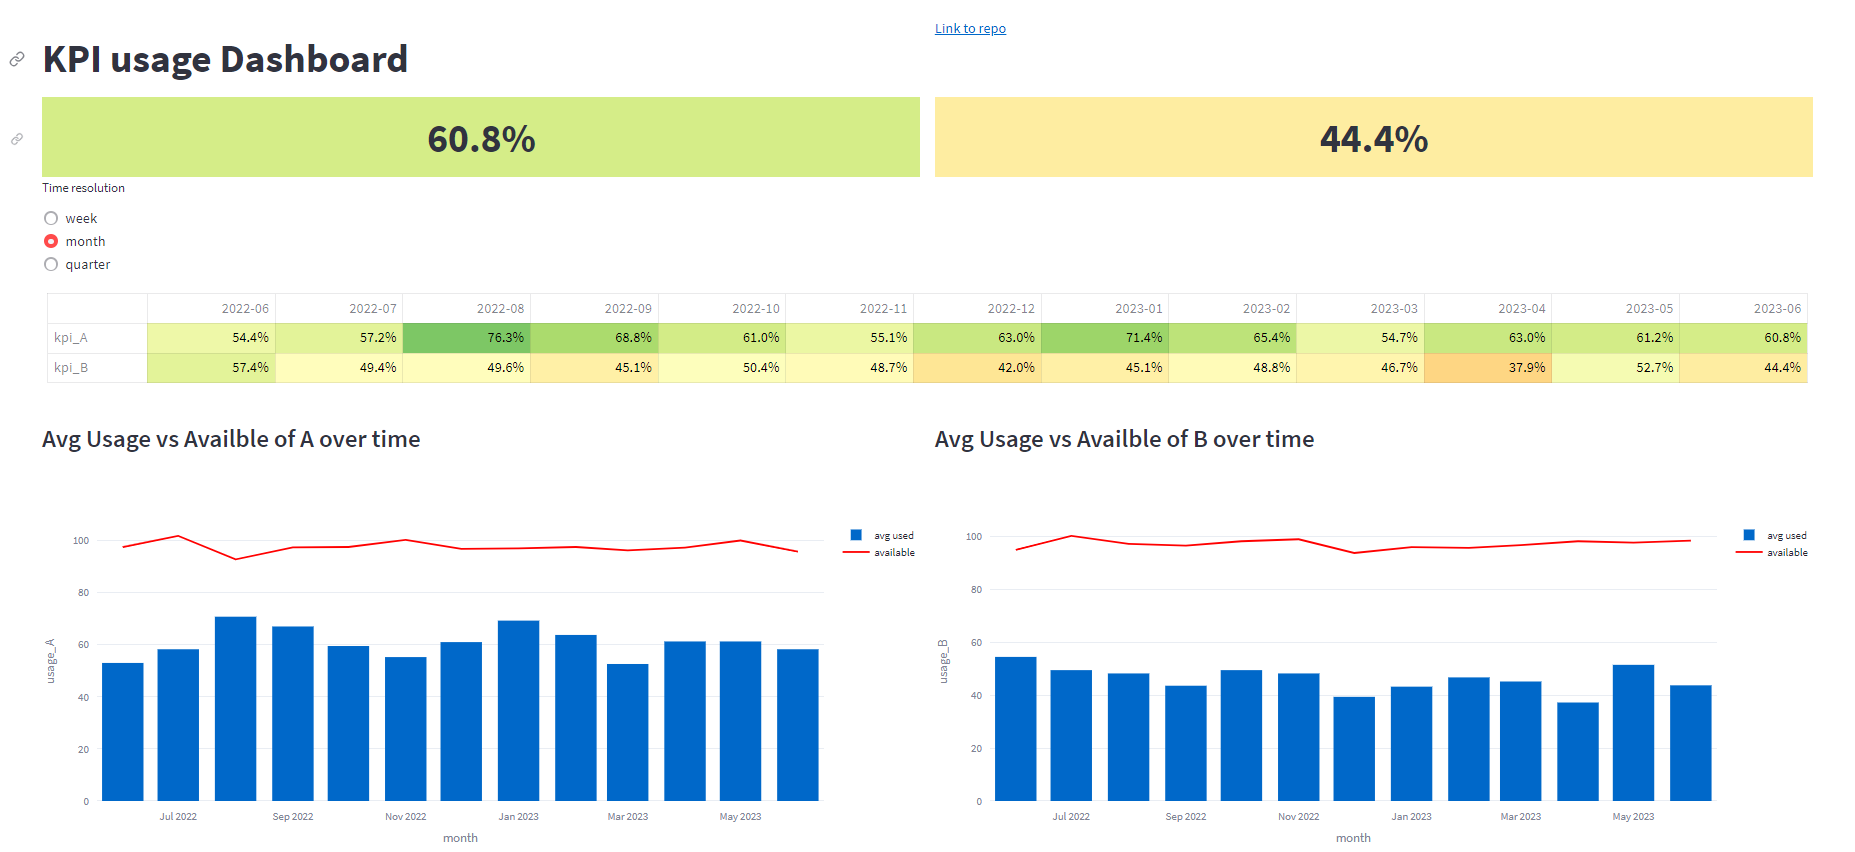 Link to repo
KPI usage Dashboard
60.8% 44.4%
Time resolution
week
month
quarter
2022-06 2022-07 2022-08 2022-09 2022-10 2022-11 2022-12 2023-01 2023-02 2023-03 2023-04 2023-05 2023-06
kpi_A 54.4% 57.2% 76.3% 68.8% 61.0% 55.1% 63.0% 71.4% 65.4% 54.7% 63.0% 61.2% 60.8%
kpi_B 57.4% 49.4% 49.6% 45.1% 50.4% 48.7% 42.0% 45.1% 48.8% 46.7% 37.9% 52.7% 44.4%
Avg Usage vs Availble of A over time
avg used
available
100
80
60
40
20
0
usage_A
Jul 2022 Sep 2022 Nov 2022 Jan 2023 Mar 2023 May 2023
month
Avg Usage vs Availble of B over time
avg used
available
100
80
60
40
20
0
usage_B
Jul 2022 Sep 2022 Nov 2022 Jan 2023 Mar 2023 May 2023
month